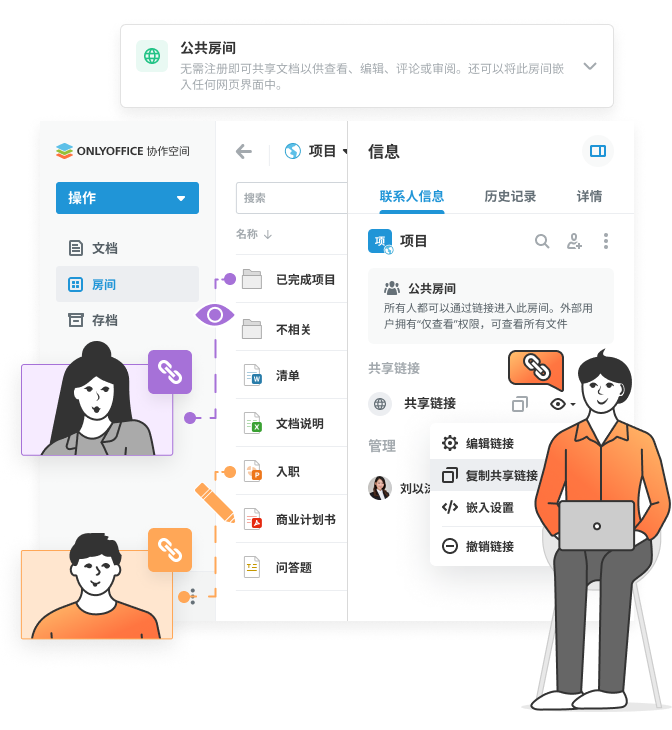 公共房间
无需注册即可共享文档以供查看、编辑、评论或审阅。还可以将此房间嵌
入任何网页界面中。
ONLYOFFICE 协作空间
操作
文档
房间
存档
项目
搜索
名称
已完成项目
不相关
清单
文档说明
入职
商业计划书
问答题
信息
联系人信息
历史记录
详情
项
项目
公共房间
所有人都可以通过链接进入此房间。外部用
户拥有“仅查看”权限，可查看所有文件
共享链接
共享链接
管理
刘以
编辑链接
复制共享链接
嵌入设置
撤销链接